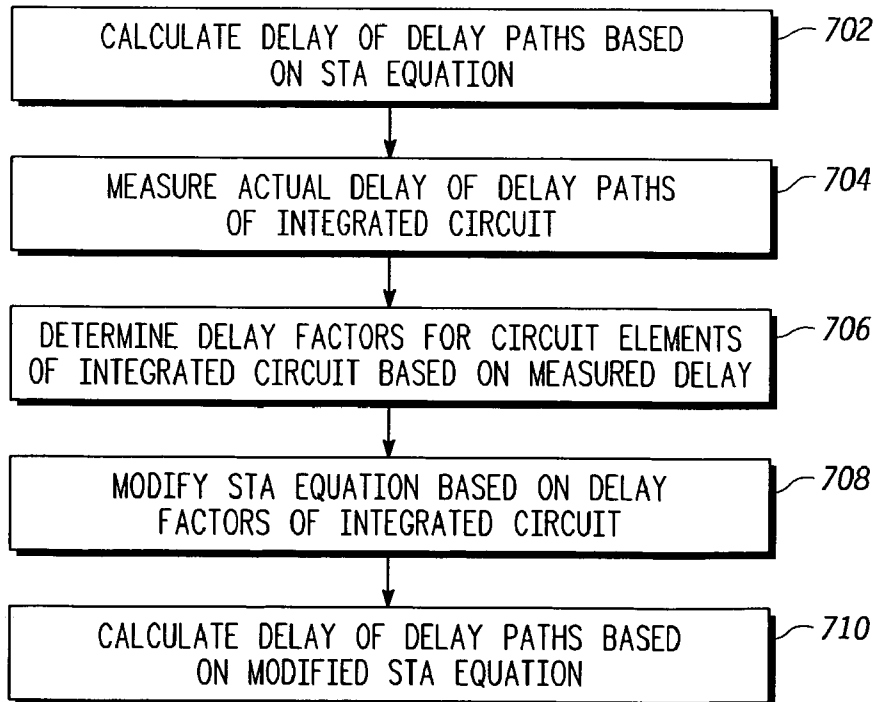 CALCULATE DELAY OF DELAY PATHS BASED
ON STA EQUATION
702
MEASURE ACTUAL DELAY OF DELAY PATHS
OF INTEGRATED CIRCUIT
704
DETERMINE DELAY FACTORS FOR CIRCUIT ELEMENTS
OF INTEGRATED CIRCUIT BASED ON MEASURED DELAY
706
MODIFY STA EQUATION BASED ON DELAY
FACTORS OF INTEGRATED CIRCUIT
708
CALCULATE DELAY OF DELAY PATHS BASED
ON MODIFIED STA EQUATION
710